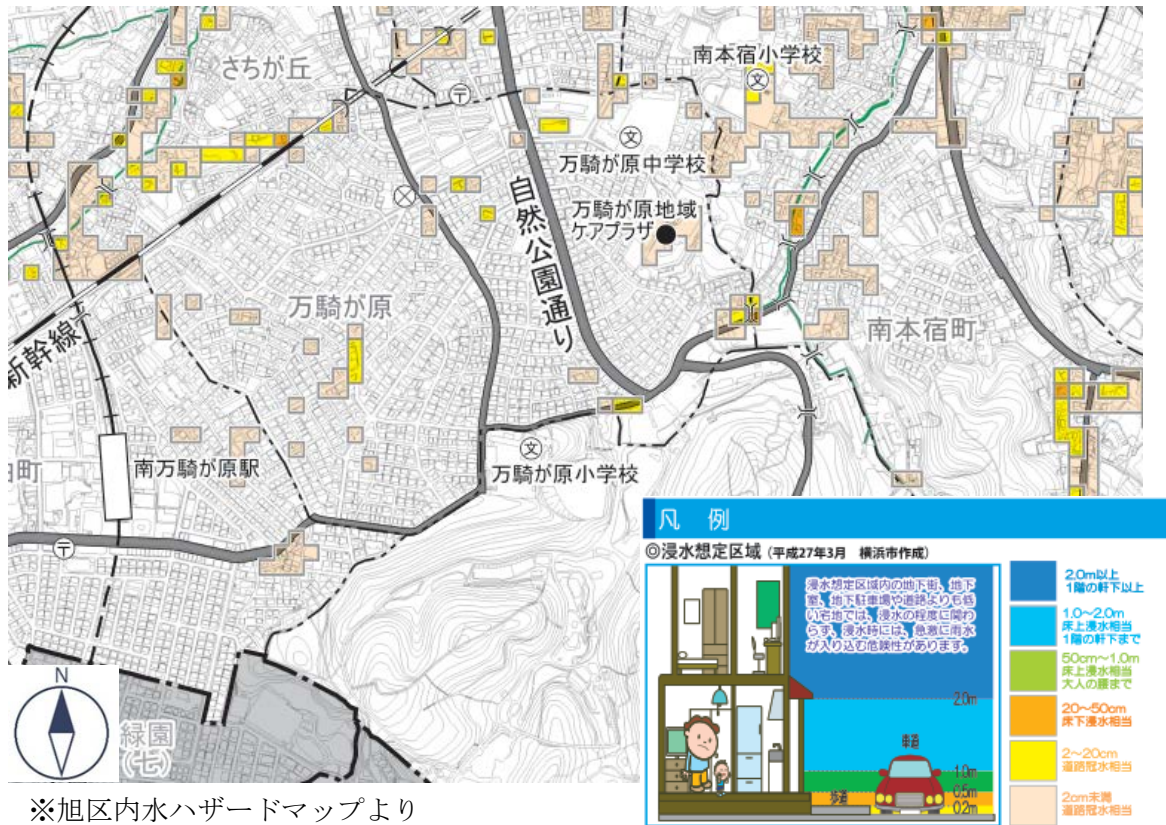 さちが丘
南本宿小学校
〒
文
文
万騎が原中学校
万騎が原地域
ケアプラザ
自然公園通り
万騎が原
南本宿町
新幹線
文
南万騎が原駅
万騎が原小学校
町
〒
凡 例
◎浸水想定区域 (平成27年3月 横浜市作成)
浸水想定区域内の地下街、地下
室、地下駐車場や道路よりも低
い宅地では、浸水の程度に関わ
らず、浸水時には、急激に雨水
が入り込む危険性があります。
2.0m
車道
1.0m
0.5m
歩道
0.2m
2.0m以上
1階の軒下以上
1.0～2.0m
床上浸水相当
1階の軒下まで
50cm～1.0m
床上浸水相当
大人の腰まで
20～50cm
床下浸水相当
2～20cm
道路冠水相当
2cm未満
道路冠水相当
N
緑園
(七)
※旭区内水ハザードマップより